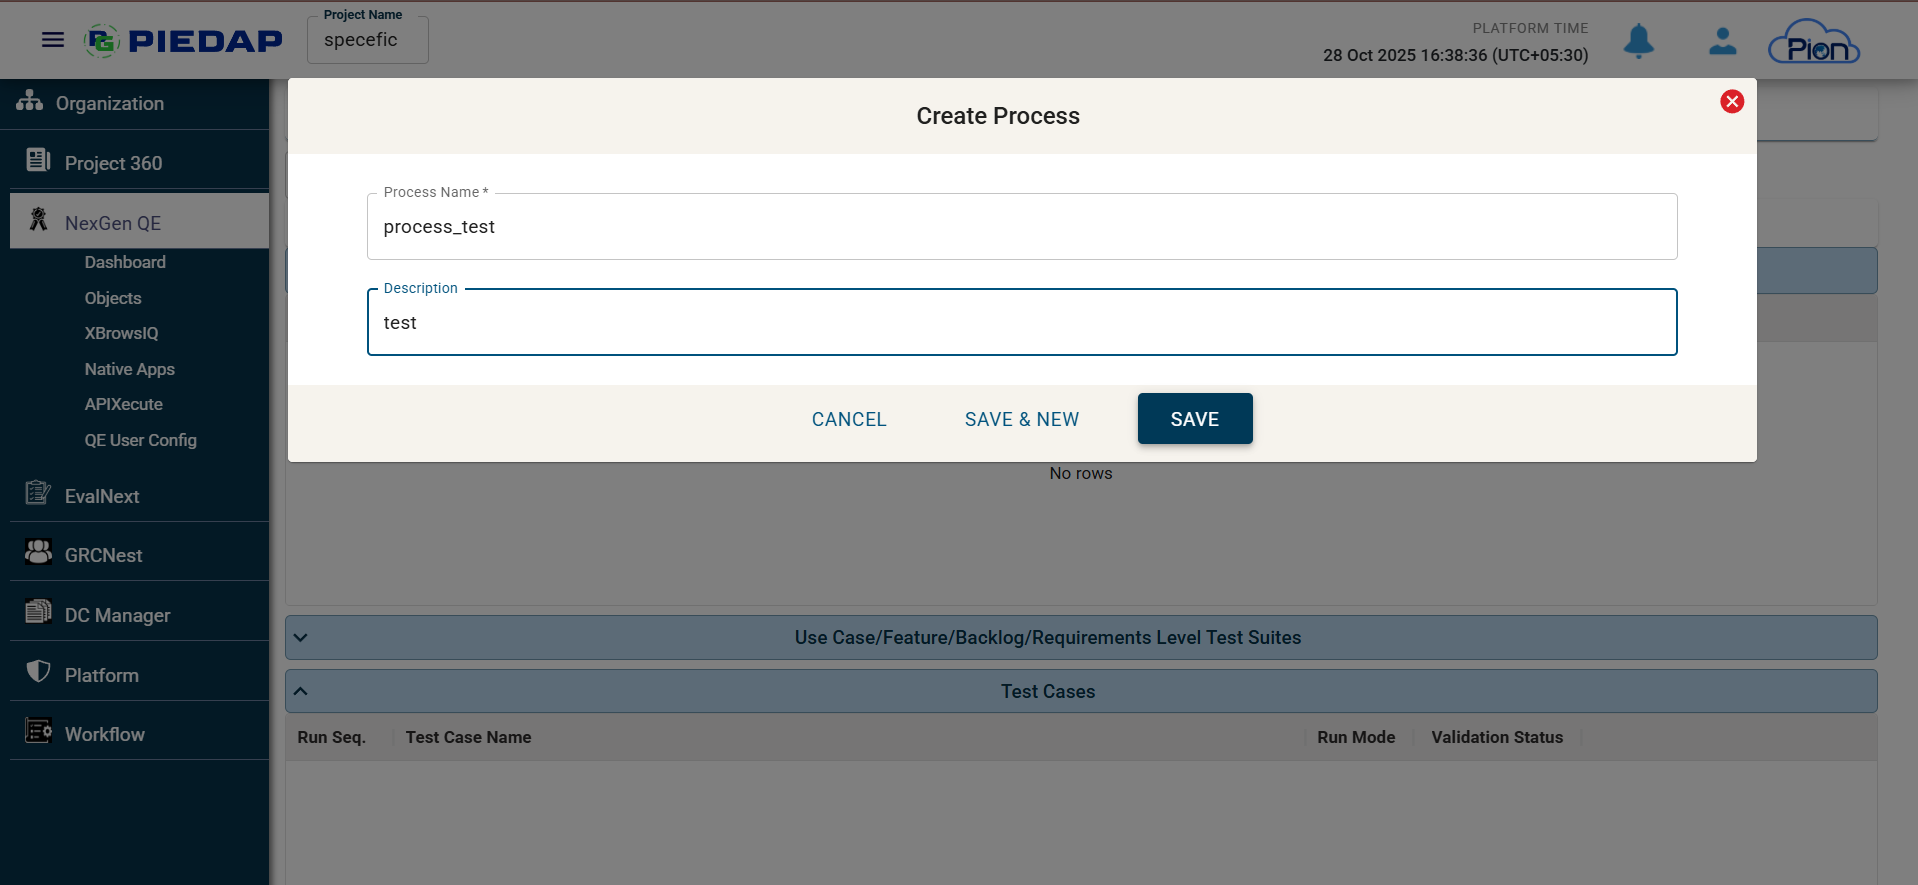 PIEDAP
Project Name
specefic
PLATFORM TIME
28 Oct 2025 16:38:36 (UTC+05:30)
Pion
Organization
Project 360
NexGen QE
Dashboard
Objects
XBrowsIQ
Native Apps
APIXecute
QE User Config
EvalNext
GRCNest
DC Manager
Platform
Workflow
Create Process
Process Name *
process_test
Description
test
CANCEL
SAVE & NEW
SAVE
No rows
Use Case/Feature/Backlog/Requirements Level Test Suites
Test Cases
Run Seq.
Test Case Name
Run Mode
Validation Status